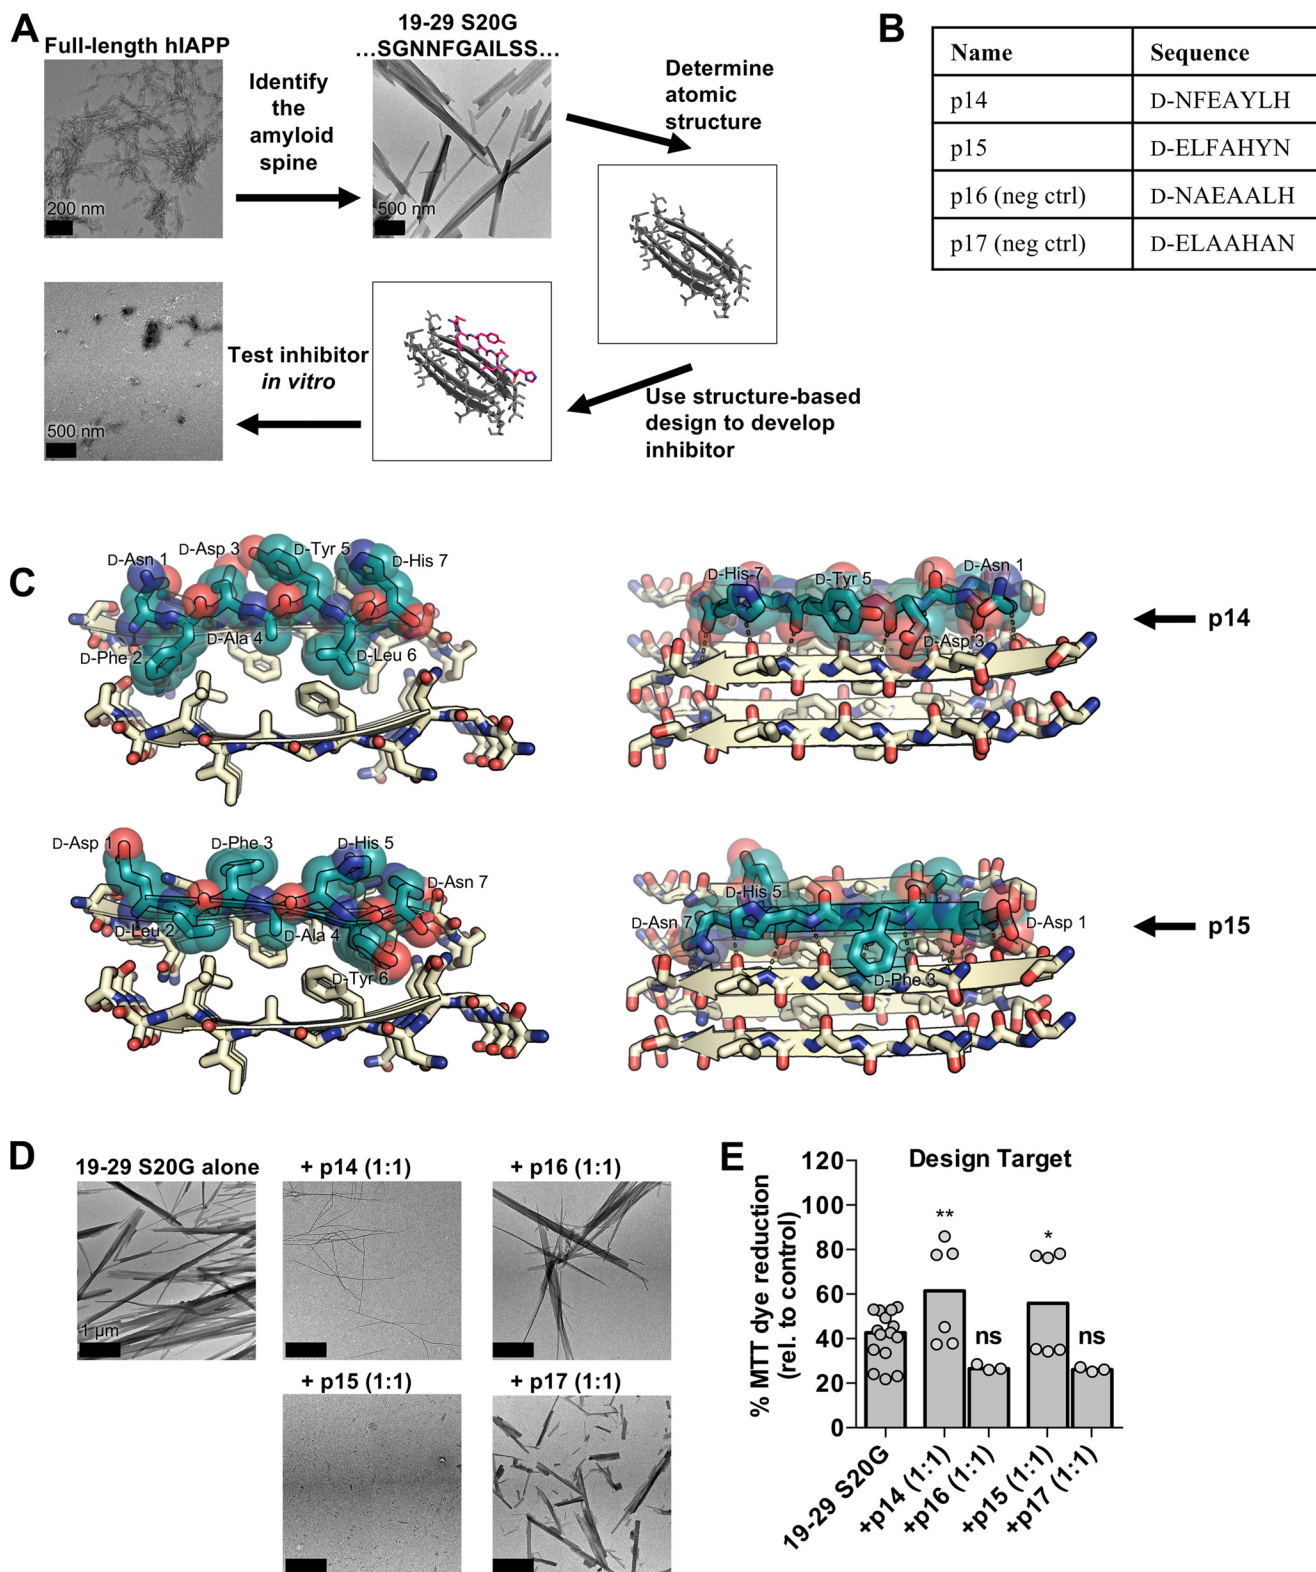 A
Full-length hIAPP
200 nm
Identify
the
amyloid
spine
19-29 S20G
...SGNNFGAILSS...
500 nm
Determine
atomic
structure
Use structure-based
design to develop
inhibitor
Test inhibitor
in vitro
500 nm
B
Name Sequence
p14 D-NFEAYLH
p15 D-ELFAHYN
p16 (neg ctrl) D-NAEAALH
p17 (neg ctrl) D-ELAAHAN
C
D-Asn 1
D-Asp 3
D-Tyr 5
D-His 7
D-Phe 2
D-Ala 4
D-Leu 6
D-His 7
D-Tyr 5
D-Asn 1
D-Asp 3
p14
D-Asp 1
D-Phe 3
D-His 5
D-Asn 7
D-Leu 2
D-Ala 4
D-Tyr 6
D-His 5
D-Asn 7
D-Asp 1
D-Phe 3
p15
D
19-29 S20G alone
+ p14 (1:1)
+ p16 (1:1)
1 µm
+ p15 (1:1)
+ p17 (1:1)
E
Design Target
% MTT dye reduction
(rel. to control)
120
100
80
60
40
20
0
**
ns
*
ns
19-29 S20G
+p14 (1:1)
+p16 (1:1)
+p15 (1:1)
+p17 (1:1)